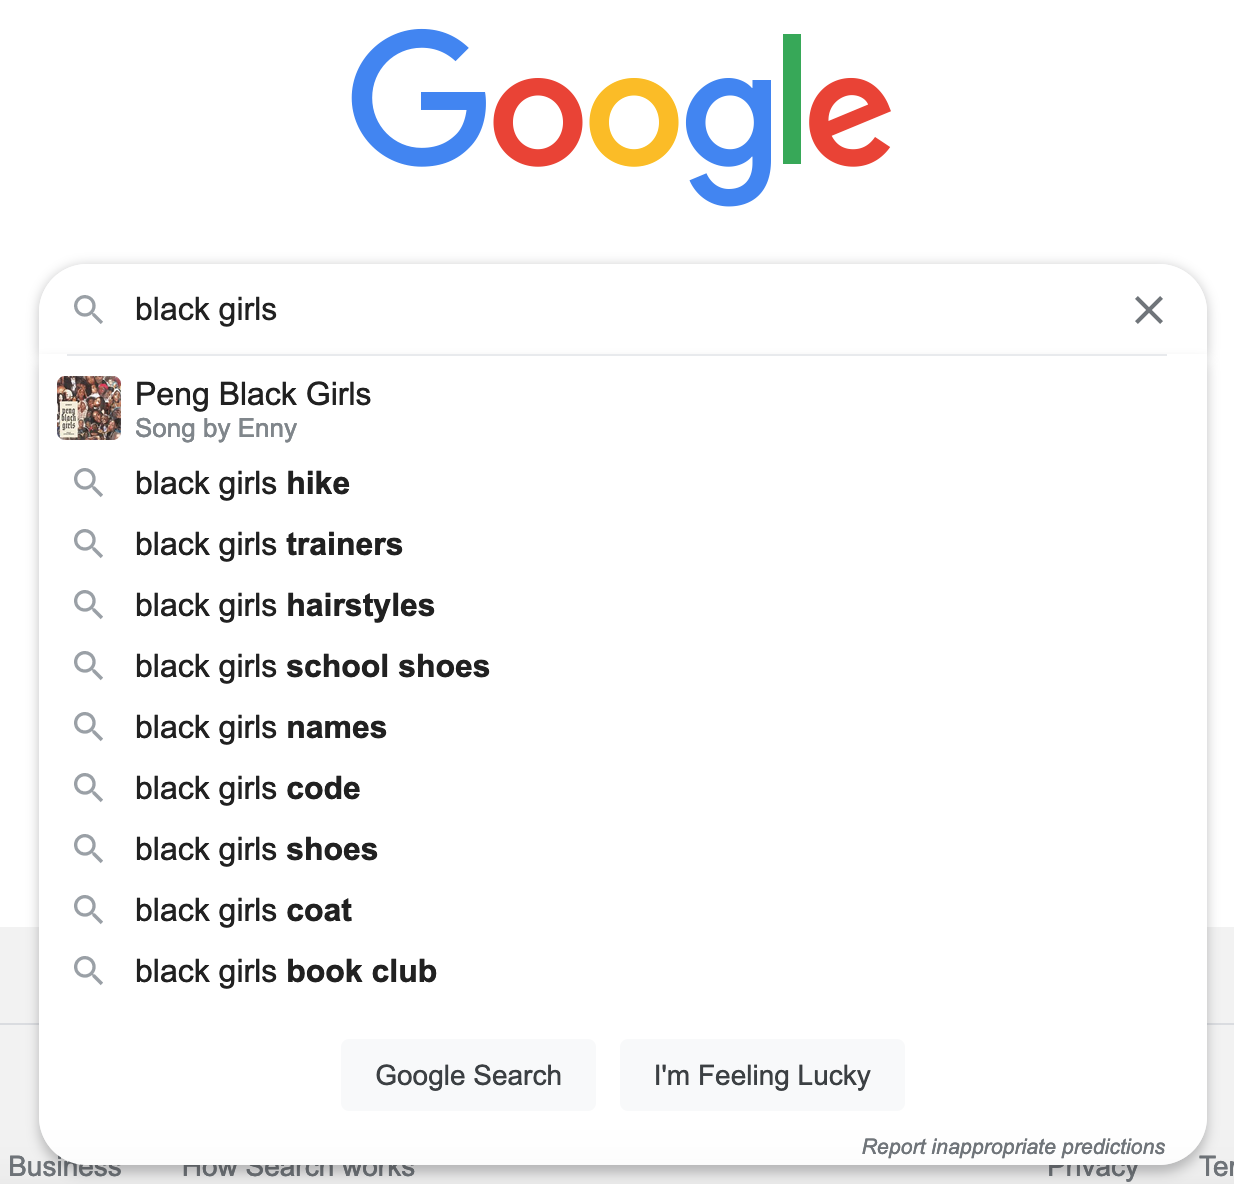 Google
black girls
Peng Black Girls
Song by Enny
black girls hike
black girls trainers
black girls hairstyles
black girls school shoes
black girls names
black girls code
black girls shoes
black girls coat
black girls book club
Google Search
I'm Feeling Lucky
Report inappropriate predictions
Business How Search works Privacy